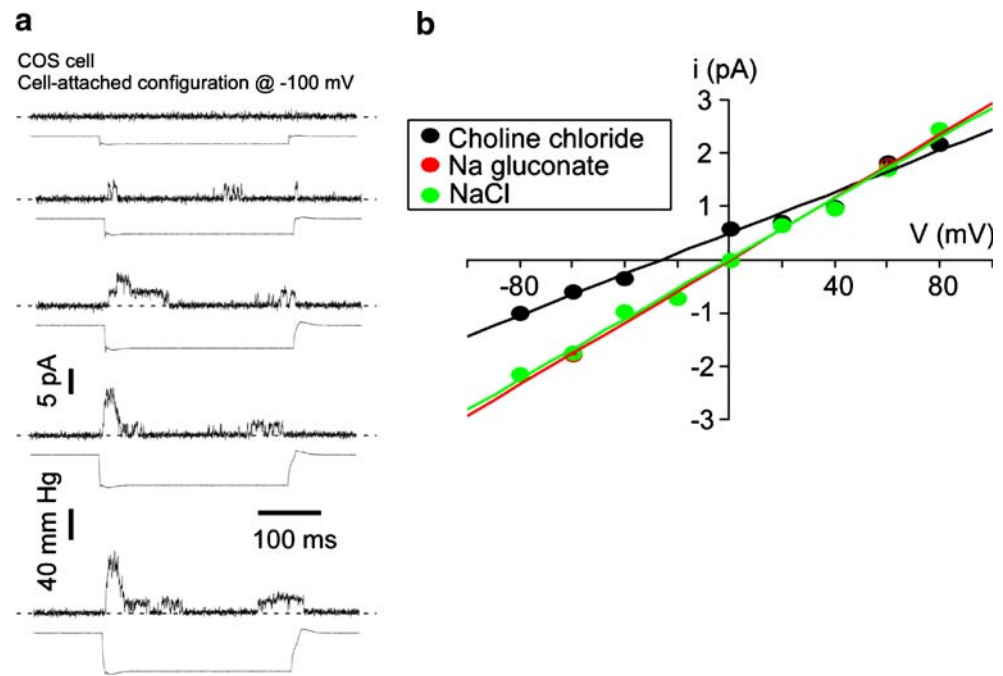 a
COS cell
Cell-attached configuration @ -100 mV
5 pA
40 mm Hg
100 ms
b
i (pA)
3
2
1
-1
-2
-3
V (mV)
-80
40
80
Choline chloride
Na gluconate
NaCl